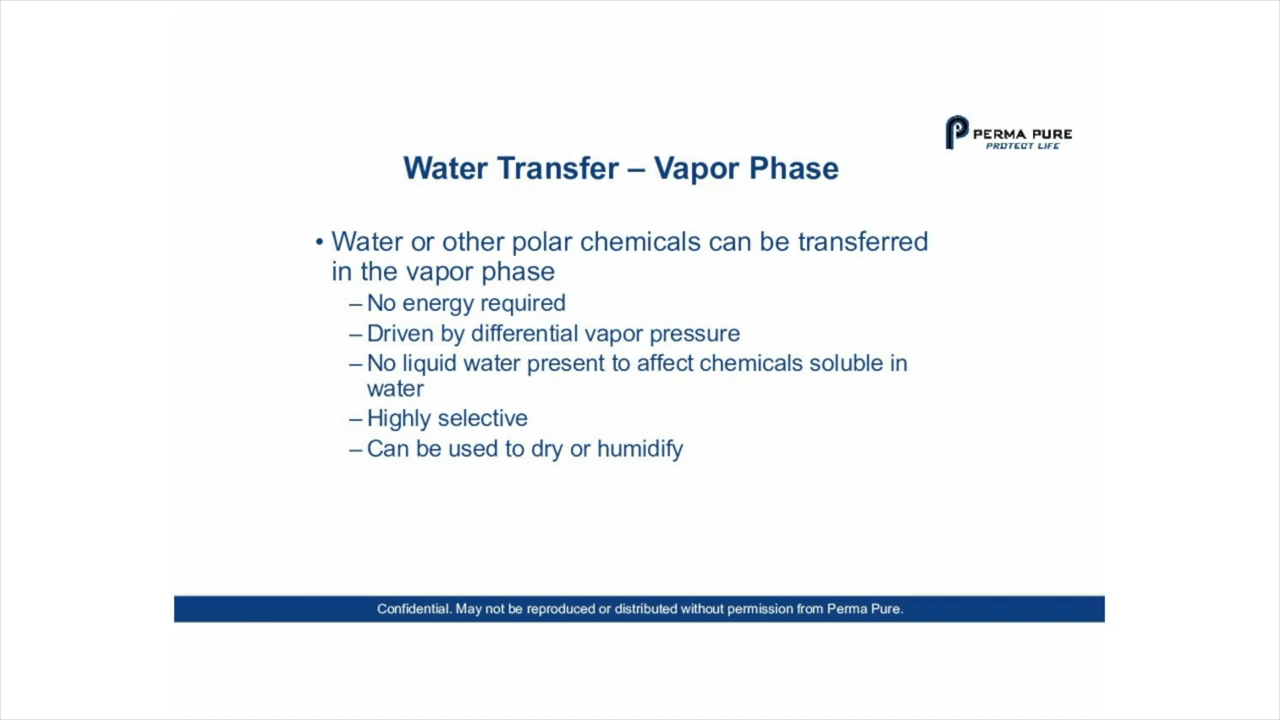 PERMA PURE
PROTECT LIFE
Water Transfer – Vapor Phase
• Water or other polar chemicals can be transferred
in the vapor phase
– No energy required
– Driven by differential vapor pressure
– No liquid water present to affect chemicals soluble in
water
– Highly selective
– Can be used to dry or humidify
Confidential. May not be reproduced or distributed without permission from Perma Pure.